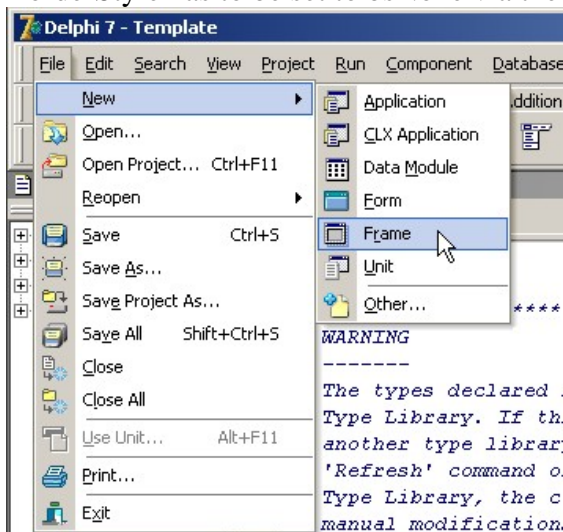 Delphi 7 - Template
File Edit Search View Project Run Component Database
New
Open...
Open Project... Ctrl+F11
Reopen
Save Ctrl+S
Save As...
Save Project As...
Save All Shift+Ctrl+S
Close
Close All
Use Unit... Alt+F11
Print...
Exit
Application
CLX Application
Data Module
Form
Frame
Unit
Other...
****
WARNING
-------
The types declared
Type Library. If
another type library
'Refresh' command
Type Library, the
manual modification